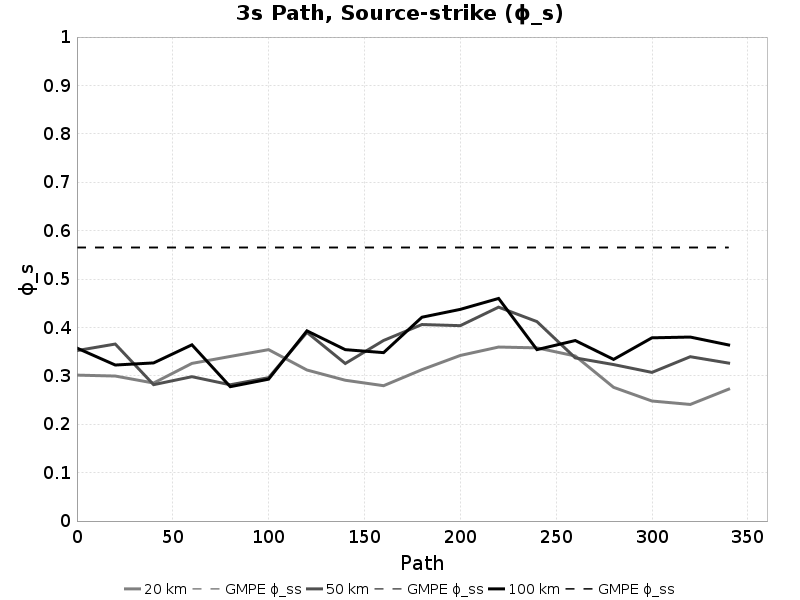 3s Path, Source-strike (ϕ_s)
1
0.9
0.8
0.7
0.6
0.5
0.4
0.3
0.2
0.1
0
ϕ_s
0 50 100 150 200 250 300 350
Path
20 km GMPE ϕ_ss 50 km GMPE ϕ_ss 100 km GMPE ϕ_ss